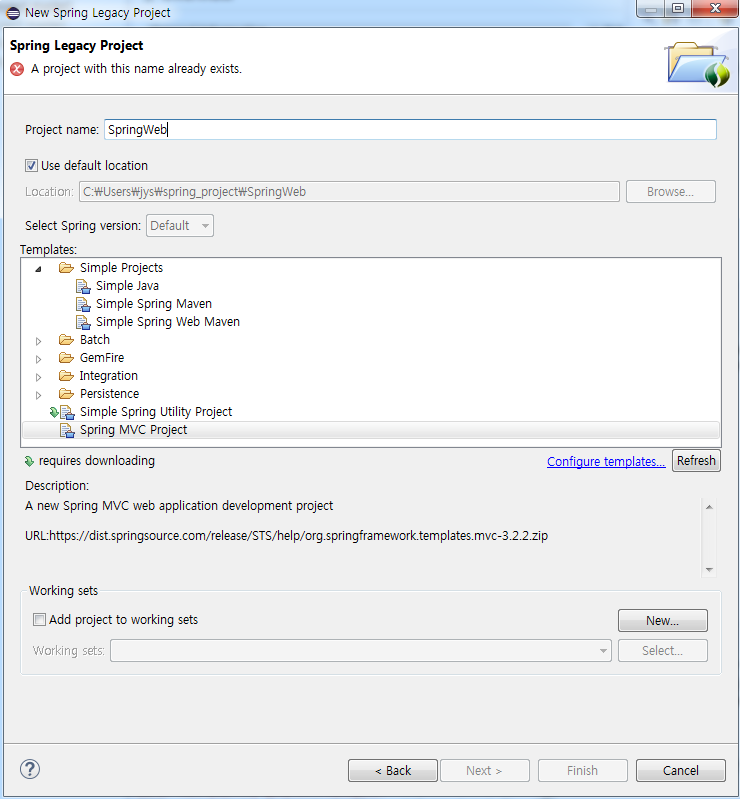 New Spring Legacy Project
Spring Legacy Project
A project with this name already exists.
Project name: SpringWeb
Use default location
Location: C:₩Users₩jys₩spring_project₩SpringWeb Browse...
Select Spring version: Default
Templates:
Simple Projects
Simple Java
Simple Spring Maven
Simple Spring Web Maven
Batch
GemFire
Integration
Persistence
Simple Spring Utility Project
Spring MVC Project
requires downloading Configure templates... Refresh
Description:
A new Spring MVC web application development project
URL:https://dist.springsource.com/release/STS/help/org.springframework.templates.mvc-3.2.2.zip
Working sets
Add project to working sets New...
Working sets: Select...
? < Back Next > Finish Cancel